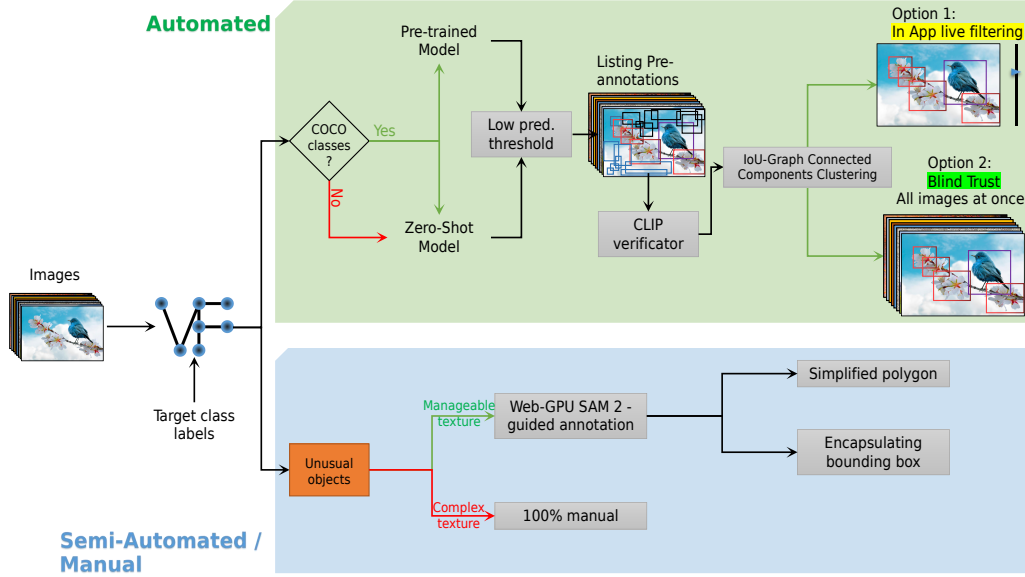 Automated
Pre-trained
Model
COCO
classes
?
Yes
No
Zero-Shot
Model
Low pred.
threshold
Listing Pre-
annotations
CLIP
verificator
IoU-Graph Connected
Components Clustering
Option 1:
In App live filtering
Option 2:
Blind Trust
All images at once
Images
VF
Target class
labels
Unusual
objects
Manageable
texture
Web-GPU SAM 2 -
guided annotation
Simplified polygon
Encapsulating
bounding box
Complex
texture
100% manual
Semi-Automated /
Manual